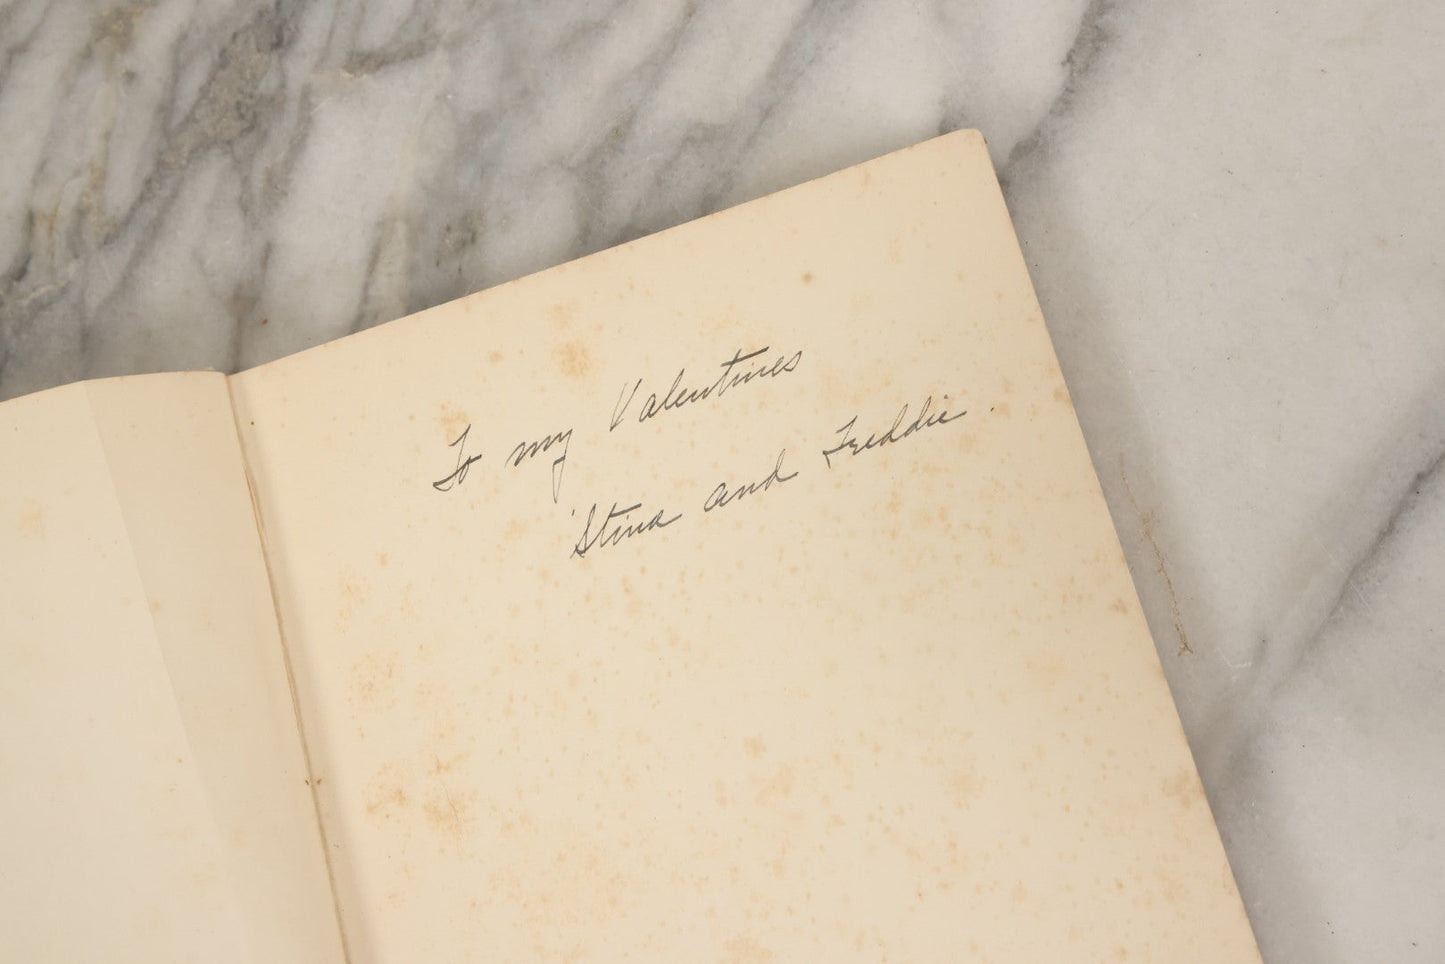 To my Valentines
'Stina and Freddie.